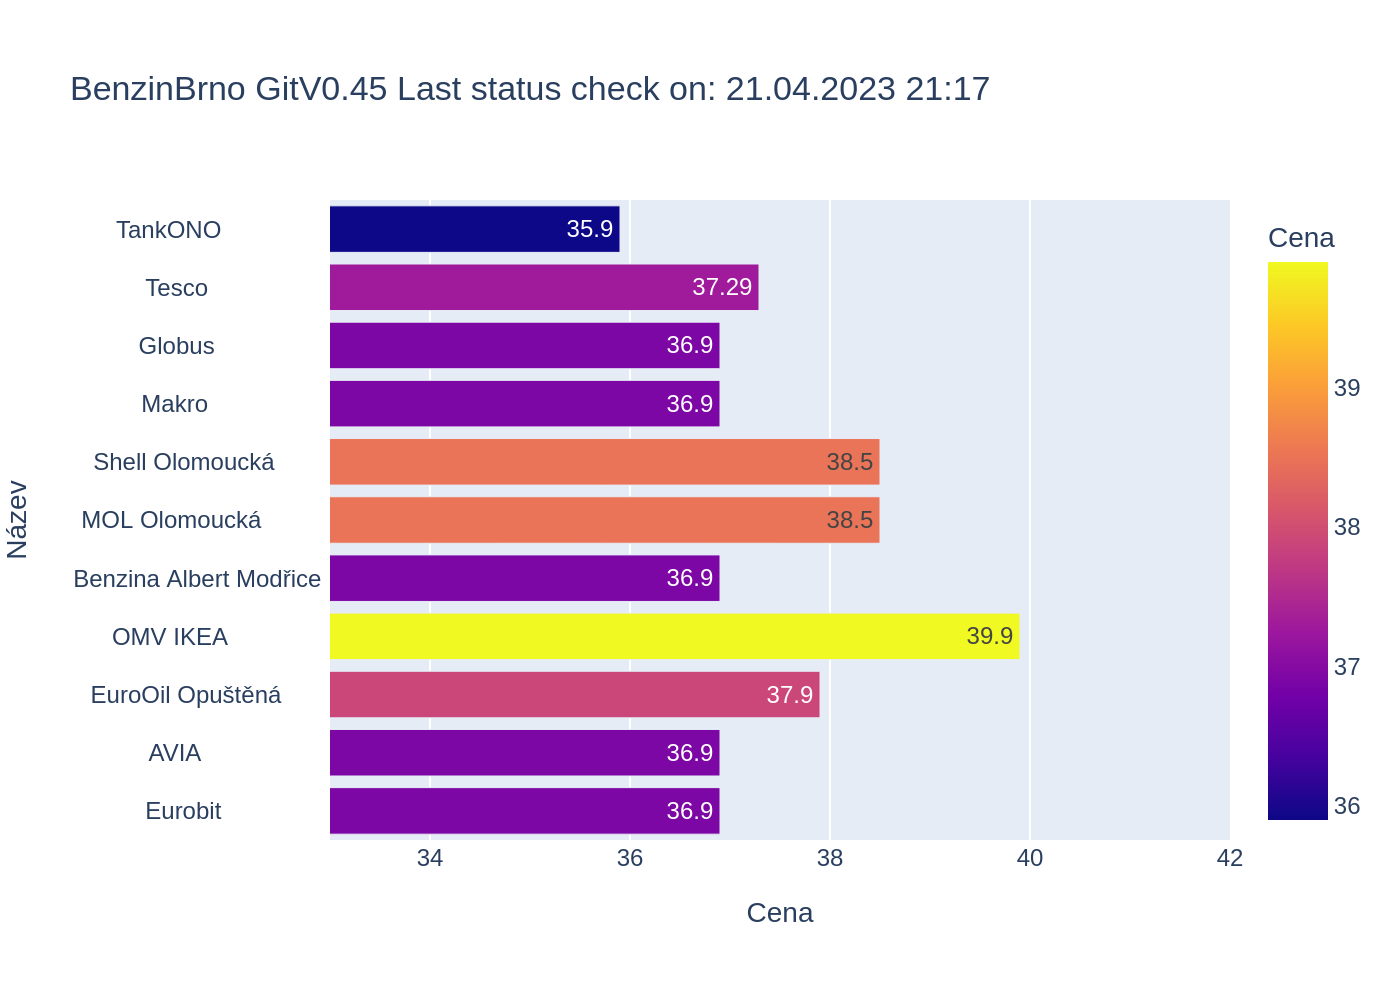 BenzinBrno GitV0.45 Last status check on: 21.04.2023 21:17
TankONO 35.9
Tesco 37.29
Globus 36.9
Makro 36.9
Shell Olomoucká 38.5
MOL Olomoucká 38.5
Benzina Albert Modřice 36.9
OMV IKEA 39.9
EuroOil Opuštěná 37.9
AVIA 36.9
Eurobit 36.9
Název
34 36 38 40 42
Cena
Cena
39
38
37
36